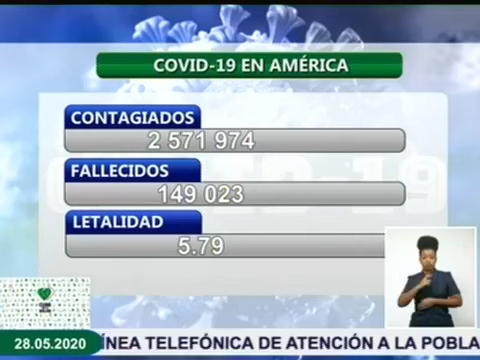 COVID-19 EN AMÉRICA
CONTAGIADOS
2 571 974
FALLECIDOS
149 023
LETALIDAD
5.79
28.05.2020
ÍNEA TELEFÓNICA DE ATENCIÓN A LA POBLA